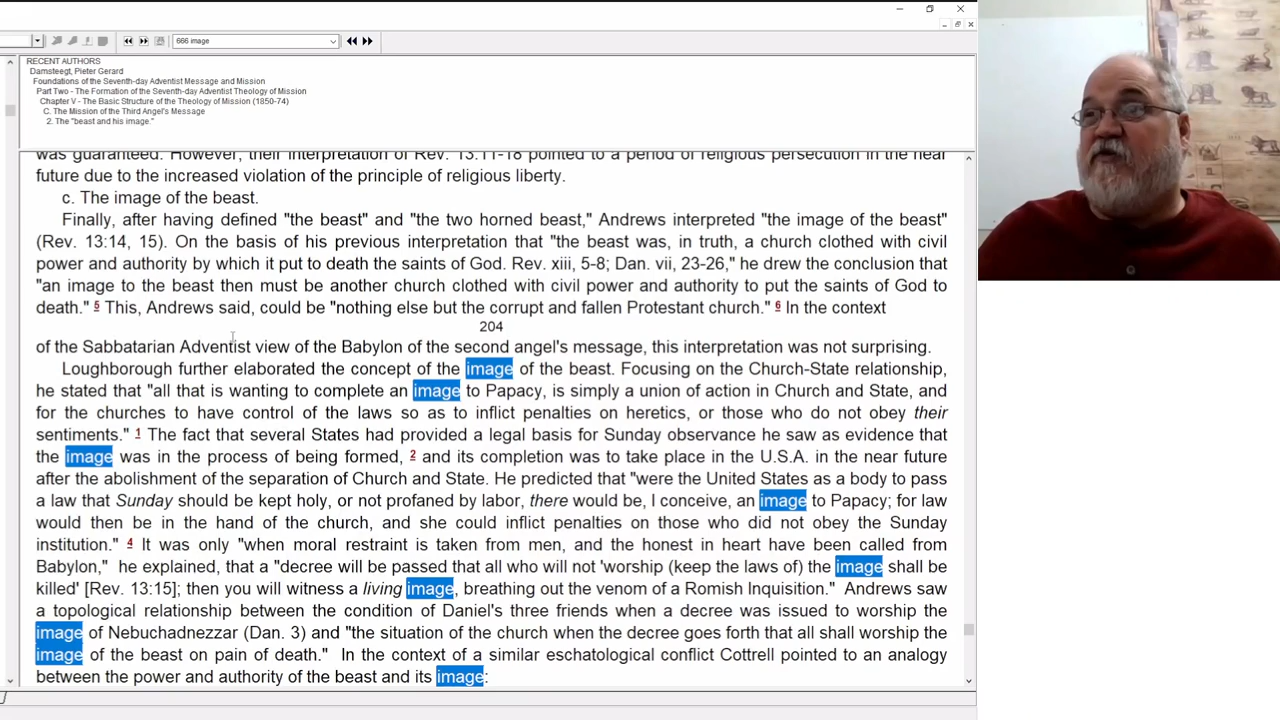 666 image
RECENT AUTHORS
Damsteegt, Pieter Gerard
Foundations of the Seventh-day Adventist Message and Mission
Part Two - The Formation of the Seventh-day Adventist Theology of Mission
Chapter V - The Basic Structure of the Theology of Mission (1850-74)
C. The Mission of the Third Angel's Message
2. The "beast and his image."
was guaranteed. However, their interpretation of Rev. 13:11-18 pointed to a period of religious persecution in the near
future due to the increased violation of the principle of religious liberty.
c. The image of the beast.
Finally, after having defined "the beast" and "the two horned beast," Andrews interpreted "the image of the beast"
(Rev. 13:14, 15). On the basis of his previous interpretation that "the beast was, in truth, a church clothed with civil
power and authority by which it put to death the saints of God. Rev. xiii, 5-8; Dan. vii, 23-26," he drew the conclusion that
"an image to the beast then must be another church clothed with civil power and authority to put the saints of God to
death." 5 This, Andrews said, could be "nothing else but the corrupt and fallen Protestant church." 6 In the context
204
of the Sabbatarian Adventist view of the Babylon of the second angel's message, this interpretation was not surprising.
Loughborough further elaborated the concept of the image of the beast. Focusing on the Church-State relationship,
he stated that "all that is wanting to complete an image to Papacy, is simply a union of action in Church and State, and
for the churches to have control of the laws so as to inflict penalties on heretics, or those who do not obey their
sentiments." 1 The fact that several States had provided a legal basis for Sunday observance he saw as evidence that
the image was in the process of being formed, 2 and its completion was to take place in the U.S.A. in the near future
after the abolishment of the separation of Church and State. He predicted that "were the United States as a body to pass
a law that Sunday should be kept holy, or not profaned by labor, there would be, I conceive, an image to Papacy; for law
would then be in the hand of the church, and she could inflict penalties on those who did not obey the Sunday
institution." 4 It was only "when moral restraint is taken from men, and the honest in heart have been called from
Babylon," he explained, that a "decree will be passed that all who will not 'worship (keep the laws of) the image shall be
killed' [Rev. 13:15]; then you will witness a living image, breathing out the venom of a Romish Inquisition." Andrews saw
a topological relationship between the condition of Daniel's three friends when a decree was issued to worship the
image of Nebuchadnezzar (Dan. 3) and "the situation of the church when the decree goes forth that all shall worship the
image of the beast on pain of death." In the context of a similar eschatological conflict Cottrell pointed to an analogy
between the power and authority of the beast and its image: